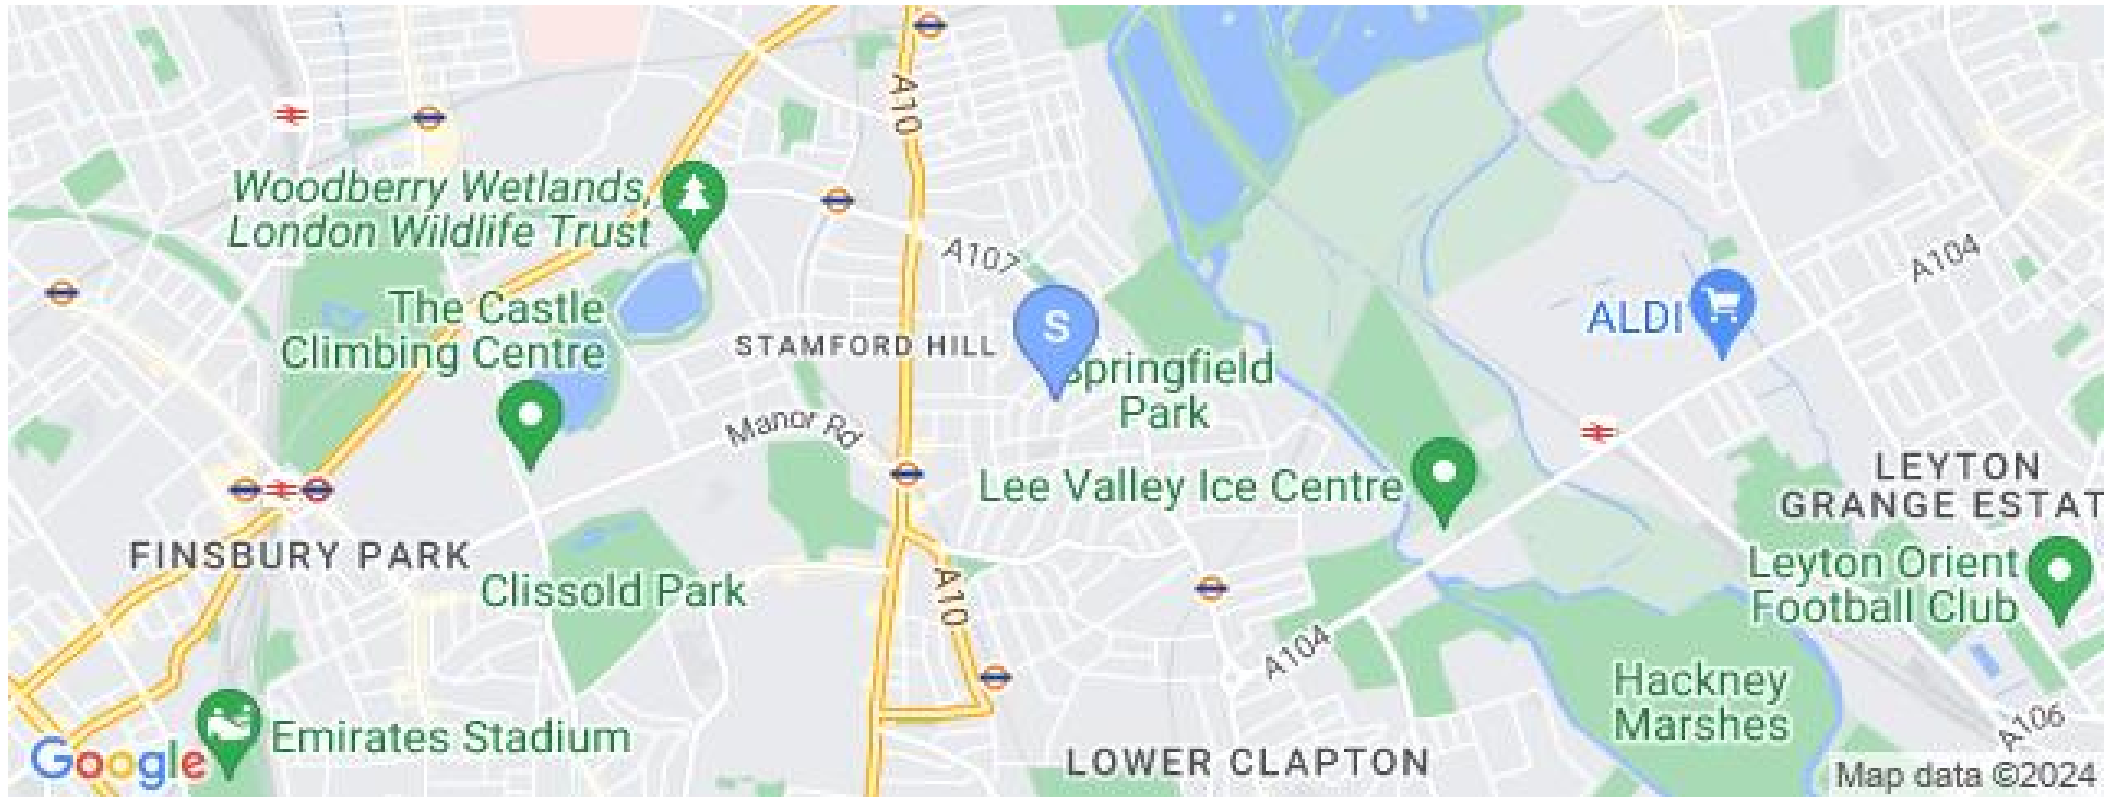 A10
Woodberry Wetlands,
London Wildlife Trust
A107
A104
The Castle
Climbing Centre
ALDI
S
STAMFORD HILL
Springfield
Park
Manor Rd
Lee Valley Ice Centre
LEYTON
GRANGE ESTAT
FINSBURY PARK
Leyton Orient
Football Club
Clissold Park
A10
A104
Hackney
Marshes
A106
Emirates Stadium
Google
LOWER CLAPTON
Map data ©2024